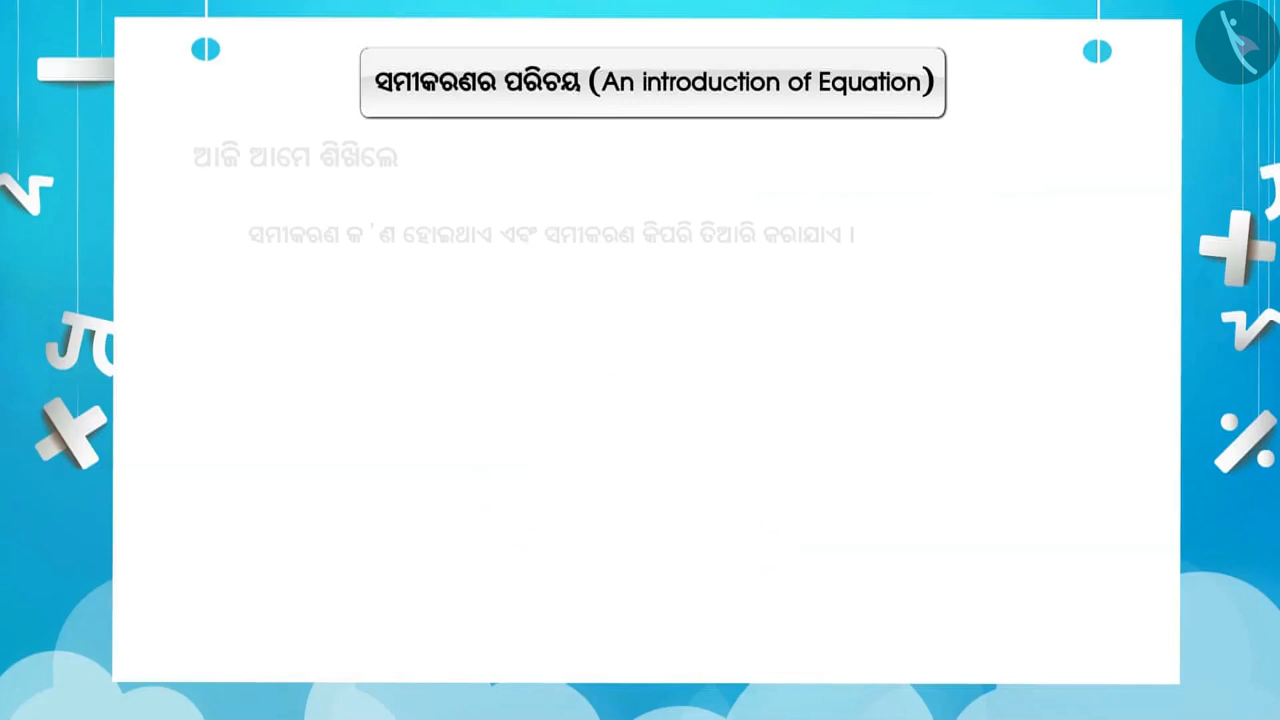 ସମୀକରଣର ପରିଚୟ (An introduction of Equation)
ଆଜି ଆମେ ଶିଖିଲେ
ସମୀକରଣ କ'ଣ ହୋଇଥାଏ ଏବଂ ସମୀକରଣ କିପରି ତିଆରି କରାଯାଏ ।